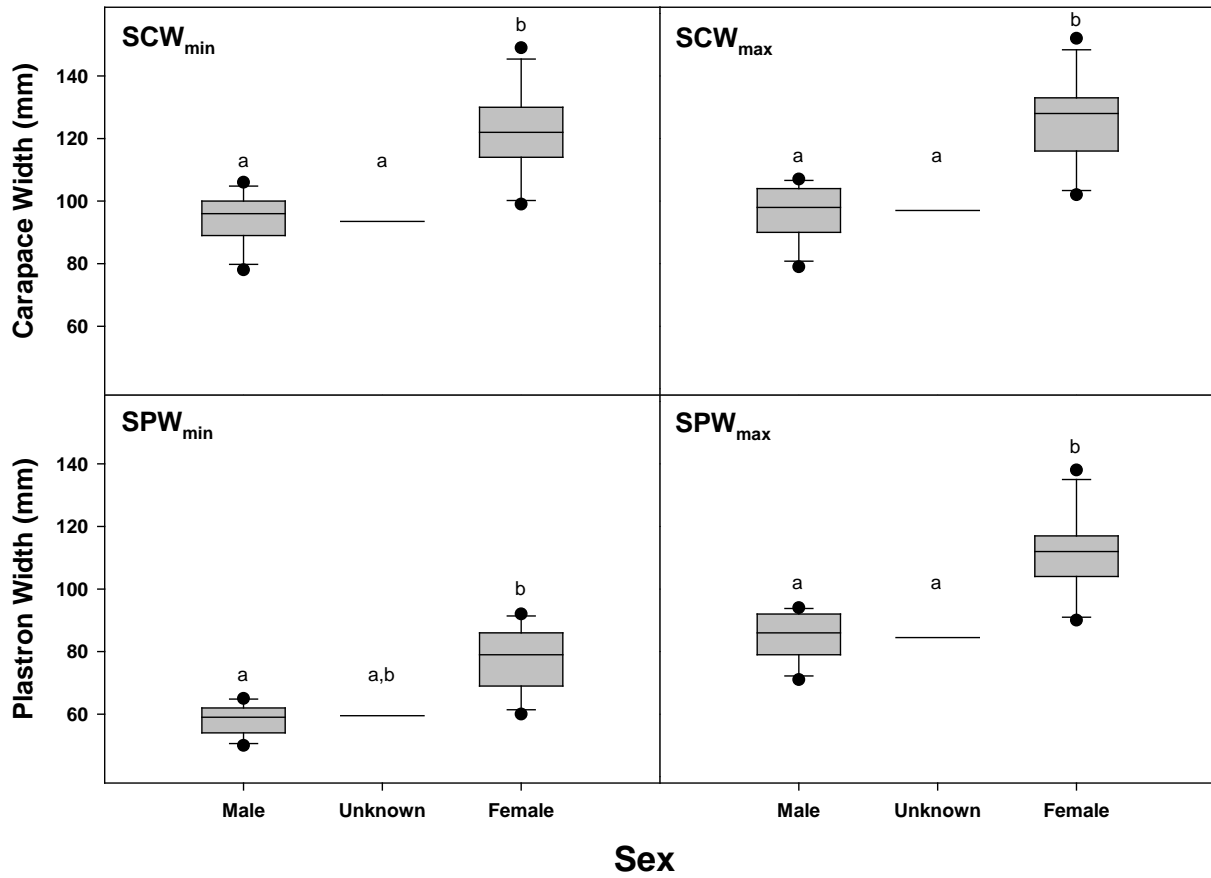 SCWmin
SCWmax
b
b
a
a
a
a
140
120
100
80
60
Carapace Width (mm)
SPWmin
SPWmax
b
b
a
a,b
a
a
140
120
100
80
60
Plastron Width (mm)
Male
Unknown
Female
Male
Unknown
Female
Sex